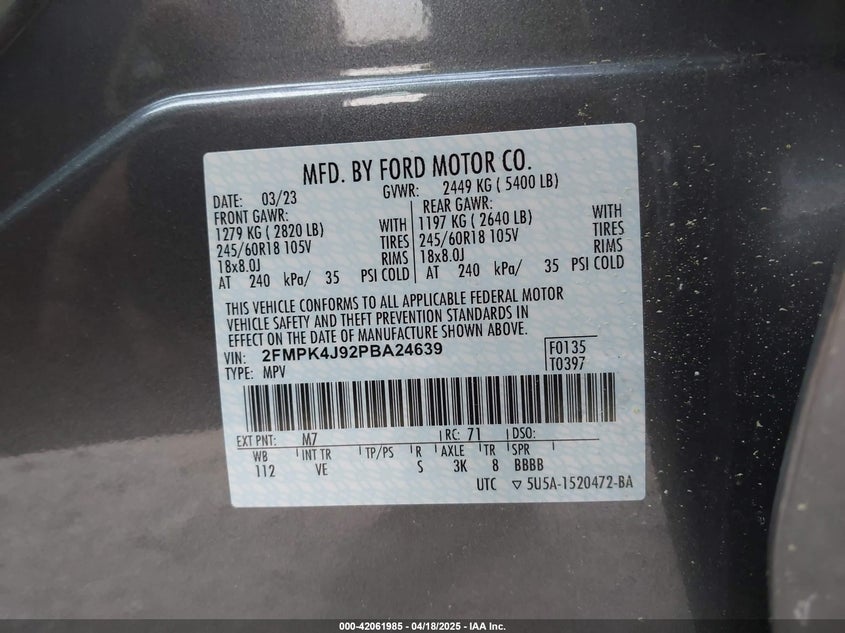 MFD. BY FORD MOTOR CO.
DATE: 03/23 GVWR: 2449 KG ( 5400 LB)
FRONT GAWR: REAR GAWR:
1279 KG ( 2820 LB) WITH 1197 KG ( 2640 LB) WITH
245/60R18 105V TIRES 245/60R18 105V TIRES
18x8.0J RIMS 18x8.0J RIMS
AT 240 kPa/ 35 PSI COLD AT 240 kPa/ 35 PSI COLD
THIS VEHICLE CONFORMS TO ALL APPLICABLE FEDERAL MOTOR
VEHICLE SAFETY AND THEFT PREVENTION STANDARDS IN
EFFECT ON THE DATE OF MANUFACTURE SHOWN ABOVE.
VIN: 2FMPK4J92PBA24639 F0135
TYPE: MPV T0397
EXT PNT: M7 RC: 71 DSO:
WB INT TR TP/PS R AXLE TR SPR
112 VE S 3K 8 BBBB
UTC ▽ 5U5A-1520472-BA
000-42061985 / 04/18/2025 - IAA Inc.